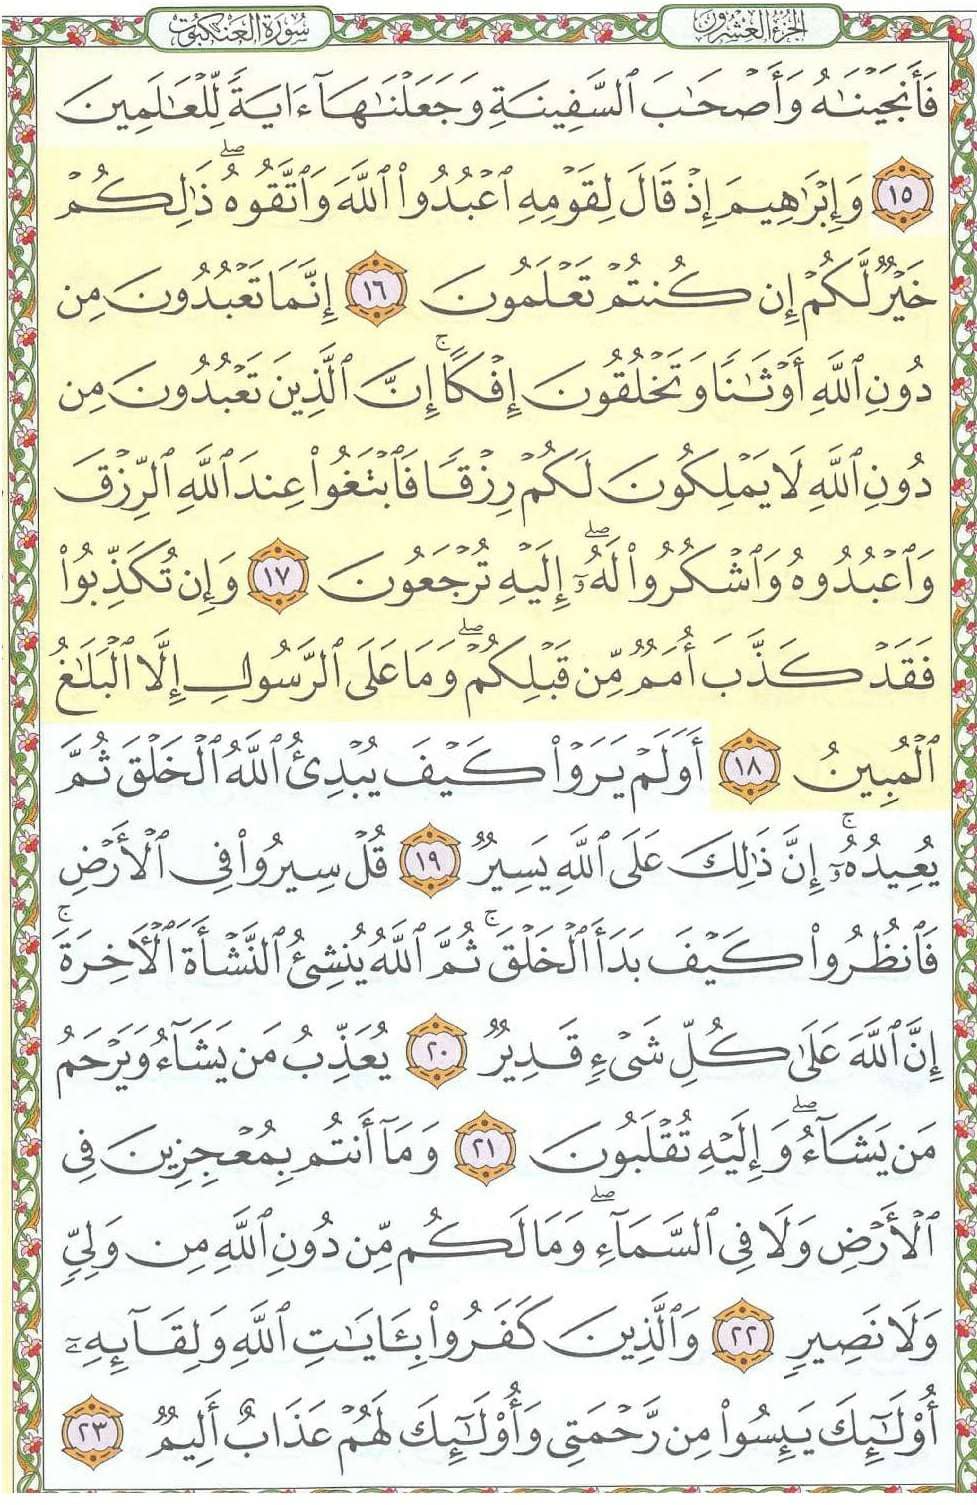 الجزء العشرون
سورة العنكبوت
فَأَنجَيْنَٰهُ وَأَصْحَٰبَ ٱلسَّفِينَةِ وَجَعَلْنَٰهَآ ءَايَةً لِّلْعَٰلَمِينَ
١٥ وَإِبْرَٰهِيمَ إِذْ قَالَ لِقَوْمِهِ ٱعْبُدُوا۟ ٱللَّهَ وَٱتَّقُوهُ ۖ ذَٰلِكُمْ
خَيْرٌ لَّكُمْ إِن كُنتُمْ تَعْلَمُونَ ١٦ إِنَّمَا تَعْبُدُونَ مِن
دُونِ ٱللَّهِ أَوْثَٰنًا وَتَخْلُقُونَ إِفْكًا ۚ إِنَّ ٱلَّذِينَ تَعْبُدُونَ مِن
دُونِ ٱللَّهِ لَا يَمْلِكُونَ لَكُمْ رِزْقًا فَٱبْتَغُوا۟ عِندَ ٱللَّهِ ٱلرِّزْقَ
وَٱعْبُدُوهُ وَٱشْكُرُوا۟ لَهُۥٓ ۖ إِلَيْهِ تُرْجَعُونَ ١٧ وَإِن تُكَذِّبُوا۟
فَقَدْ كَذَّبَ أُمَمٌ مِّن قَبْلِكُمْ ۖ وَمَا عَلَى ٱلرَّسُولِ إِلَّا ٱلْبَلَٰغُ
ٱلْمُبِينُ ١٨ أَوَلَمْ يَرَوْا۟ كَيْفَ يُبْدِئُ ٱللَّهُ ٱلْخَلْقَ ثُمَّ
يُعِيدُهُۥٓ ۚ إِنَّ ذَٰلِكَ عَلَى ٱللَّهِ يَسِيرٌ ١٩ قُلْ سِيرُوا۟ فِى ٱلْأَرْضِ
فَٱنظُرُوا۟ كَيْفَ بَدَأَ ٱلْخَلْقَ ۚ ثُمَّ ٱللَّهُ يُنشِئُ ٱلنَّشْأَةَ ٱلْءَاخِرَةَ ۚ
إِنَّ ٱللَّهَ عَلَىٰ كُلِّ شَىْءٍ قَدِيرٌ ٢٠ يُعَذِّبُ مَن يَشَآءُ وَيَرْحَمُ
مَن يَشَآءُ ۖ وَإِلَيْهِ تُقْلَبُونَ ٢١ وَمَآ أَنتُم بِمُعْجِزِينَ فِى
ٱلْأَرْضِ وَلَا فِى ٱلسَّمَآءِ ۖ وَمَا لَكُم مِّن دُونِ ٱللَّهِ مِن وَلِىٍّ
وَلَا نَصِيرٍ ٢٢ وَٱلَّذِينَ كَفَرُوا۟ بِـَٔايَٰتِ ٱللَّهِ وَلِقَآئِهِۦٓ
أُو۟لَٰٓئِكَ يَئِسُوا۟ مِن رَّحْمَتِى وَأُو۟لَٰٓئِكَ لَهُمْ عَذَابٌ أَلِيمٌ ٢٣